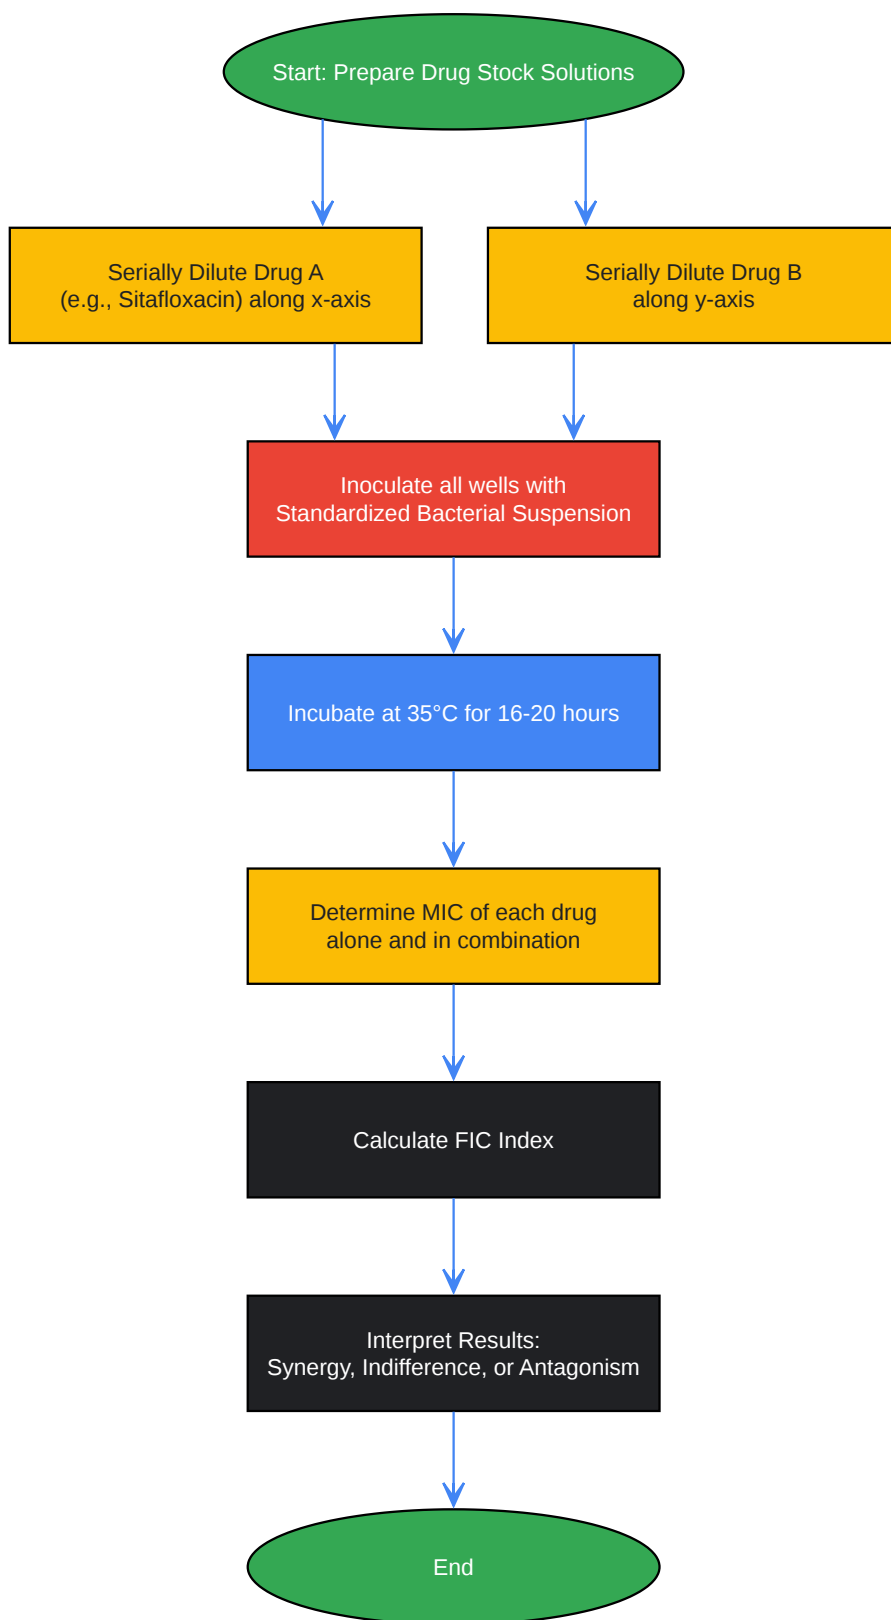 Start: Prepare Drug Stock Solutions
Serially Dilute Drug A
(e.g., Sitafloxacin) along x-axis
Serially Dilute Drug B
along y-axis
Inoculate all wells with
Standardized Bacterial Suspension
Incubate at 35°C for 16-20 hours
Determine MIC of each drug
alone and in combination
Calculate FIC Index
Interpret Results:
Synergy, Indifference, or Antagonism
End